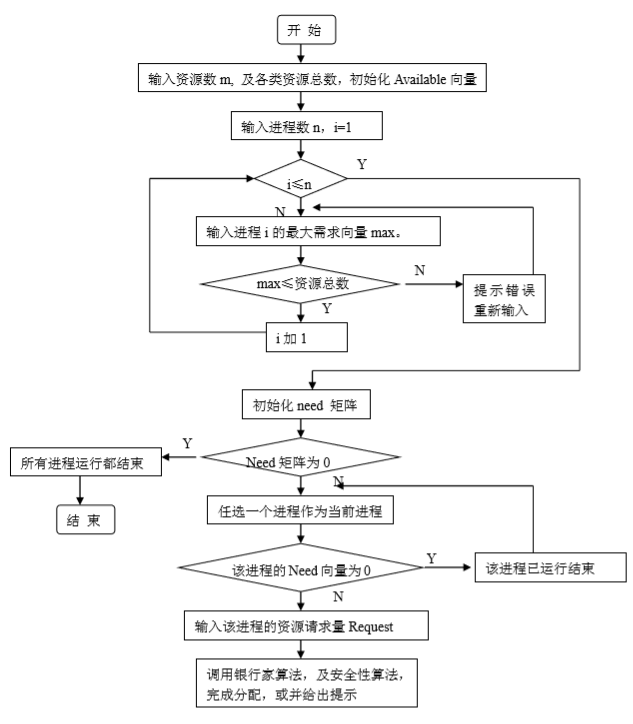 开 始
输入资源数 m, 及各类资源总数，初始化 Available 向量
输入进程数 n，i=1
Y
i≤n
N
输入进程 i 的最大需求向量 max。
max≤资源总数
N
提示错误
重新输入
Y
i 加 1
初始化 need 矩阵
Y
所有进程运行都结束
Need 矩阵为 0
N
任选一个进程作为当前进程
结 束
该进程的 Need 向量为 0
Y
该进程已运行结束
N
输入该进程的资源请求量 Request
调用银行家算法，及安全性算法，
完成分配，或并给出提示